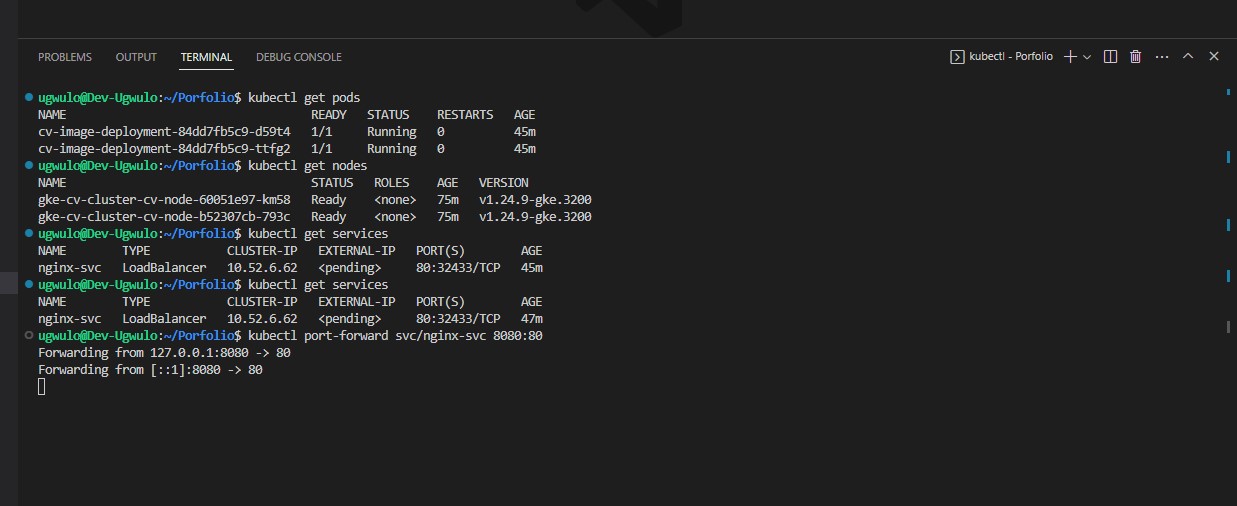 PROBLEMS OUTPUT TERMINAL DEBUG CONSOLE kubectl - Porfolio
ugwulo@Dev-Ugwulo:~/Porfolio$ kubectl get pods
NAME READY STATUS RESTARTS AGE
cv-image-deployment-84dd7fb5c9-d59t4 1/1 Running 0 45m
cv-image-deployment-84dd7fb5c9-ttfg2 1/1 Running 0 45m
ugwulo@Dev-Ugwulo:~/Porfolio$ kubectl get nodes
NAME STATUS ROLES AGE VERSION
gke-cv-cluster-cv-node-60051e97-km58 Ready <none> 75m v1.24.9-gke.3200
gke-cv-cluster-cv-node-b52307cb-793c Ready <none> 75m v1.24.9-gke.3200
ugwulo@Dev-Ugwulo:~/Porfolio$ kubectl get services
NAME TYPE CLUSTER-IP EXTERNAL-IP PORT(S) AGE
nginx-svc LoadBalancer 10.52.6.62 <pending> 80:32433/TCP 45m
ugwulo@Dev-Ugwulo:~/Porfolio$ kubectl get services
NAME TYPE CLUSTER-IP EXTERNAL-IP PORT(S) AGE
nginx-svc LoadBalancer 10.52.6.62 <pending> 80:32433/TCP 47m
ugwulo@Dev-Ugwulo:~/Porfolio$ kubectl port-forward svc/nginx-svc 8080:80
Forwarding from 127.0.0.1:8080 -> 80
Forwarding from [::1]:8080 -> 80